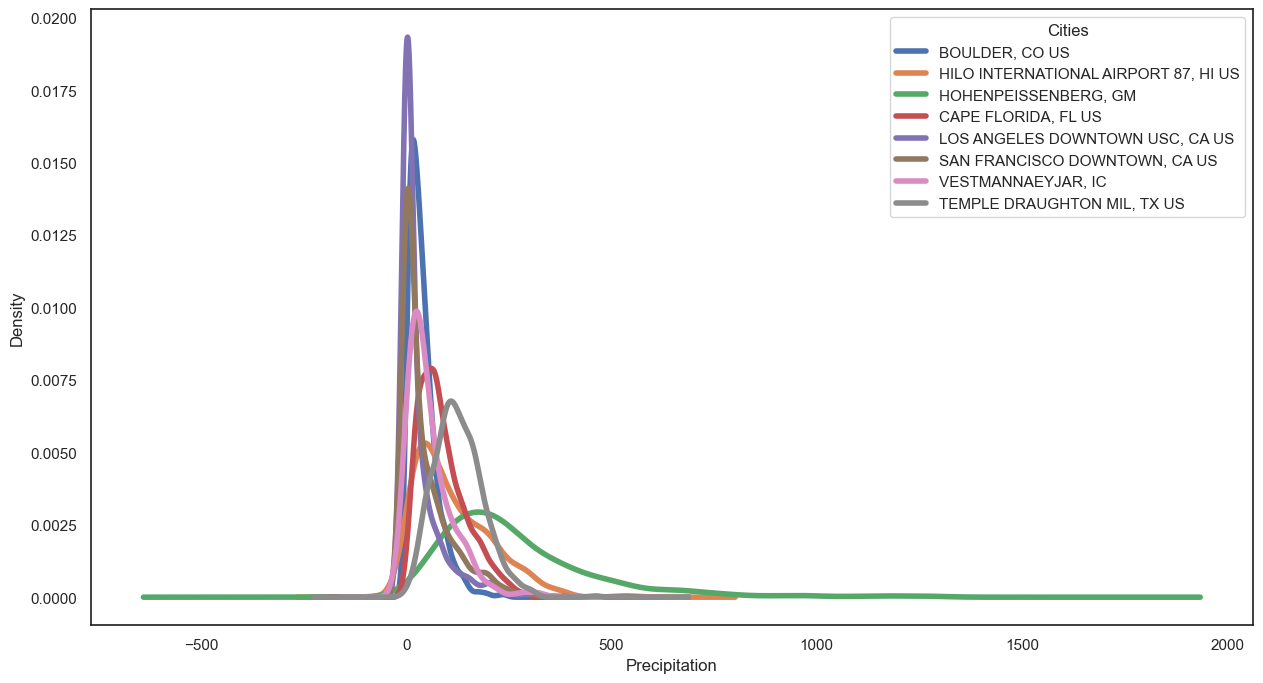 0.0200
0.0175
0.0150
0.0125
0.0100
0.0075
0.0050
0.0025
0.0000
Density
Cities
BOULDER, CO US
HILO INTERNATIONAL AIRPORT 87, HI US
HOHENPEISSENBERG, GM
CAPE FLORIDA, FL US
LOS ANGELES DOWNTOWN USC, CA US
SAN FRANCISCO DOWNTOWN, CA US
VESTMANNAEYJAR, IC
TEMPLE DRAUGHTON MIL, TX US
−500 0 500 1000 1500 2000
Precipitation